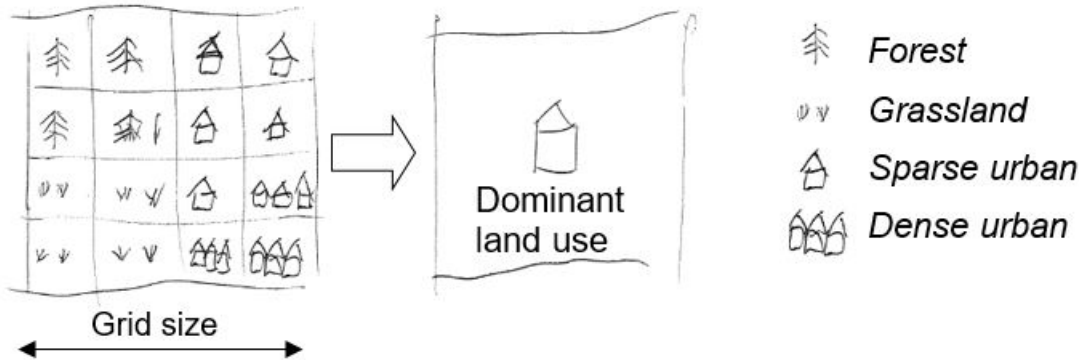 Forest
Grassland
Sparse urban
Dense urban
Dominant
land use
Grid size